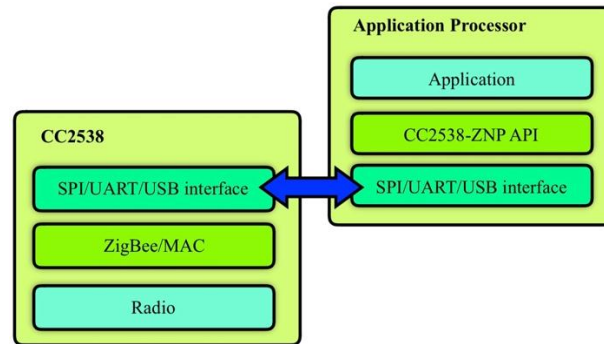 Application Processor
Application
CC2538-ZNP API
SPI/UART/USB interface
CC2538
SPI/UART/USB interface
ZigBee/MAC
Radio